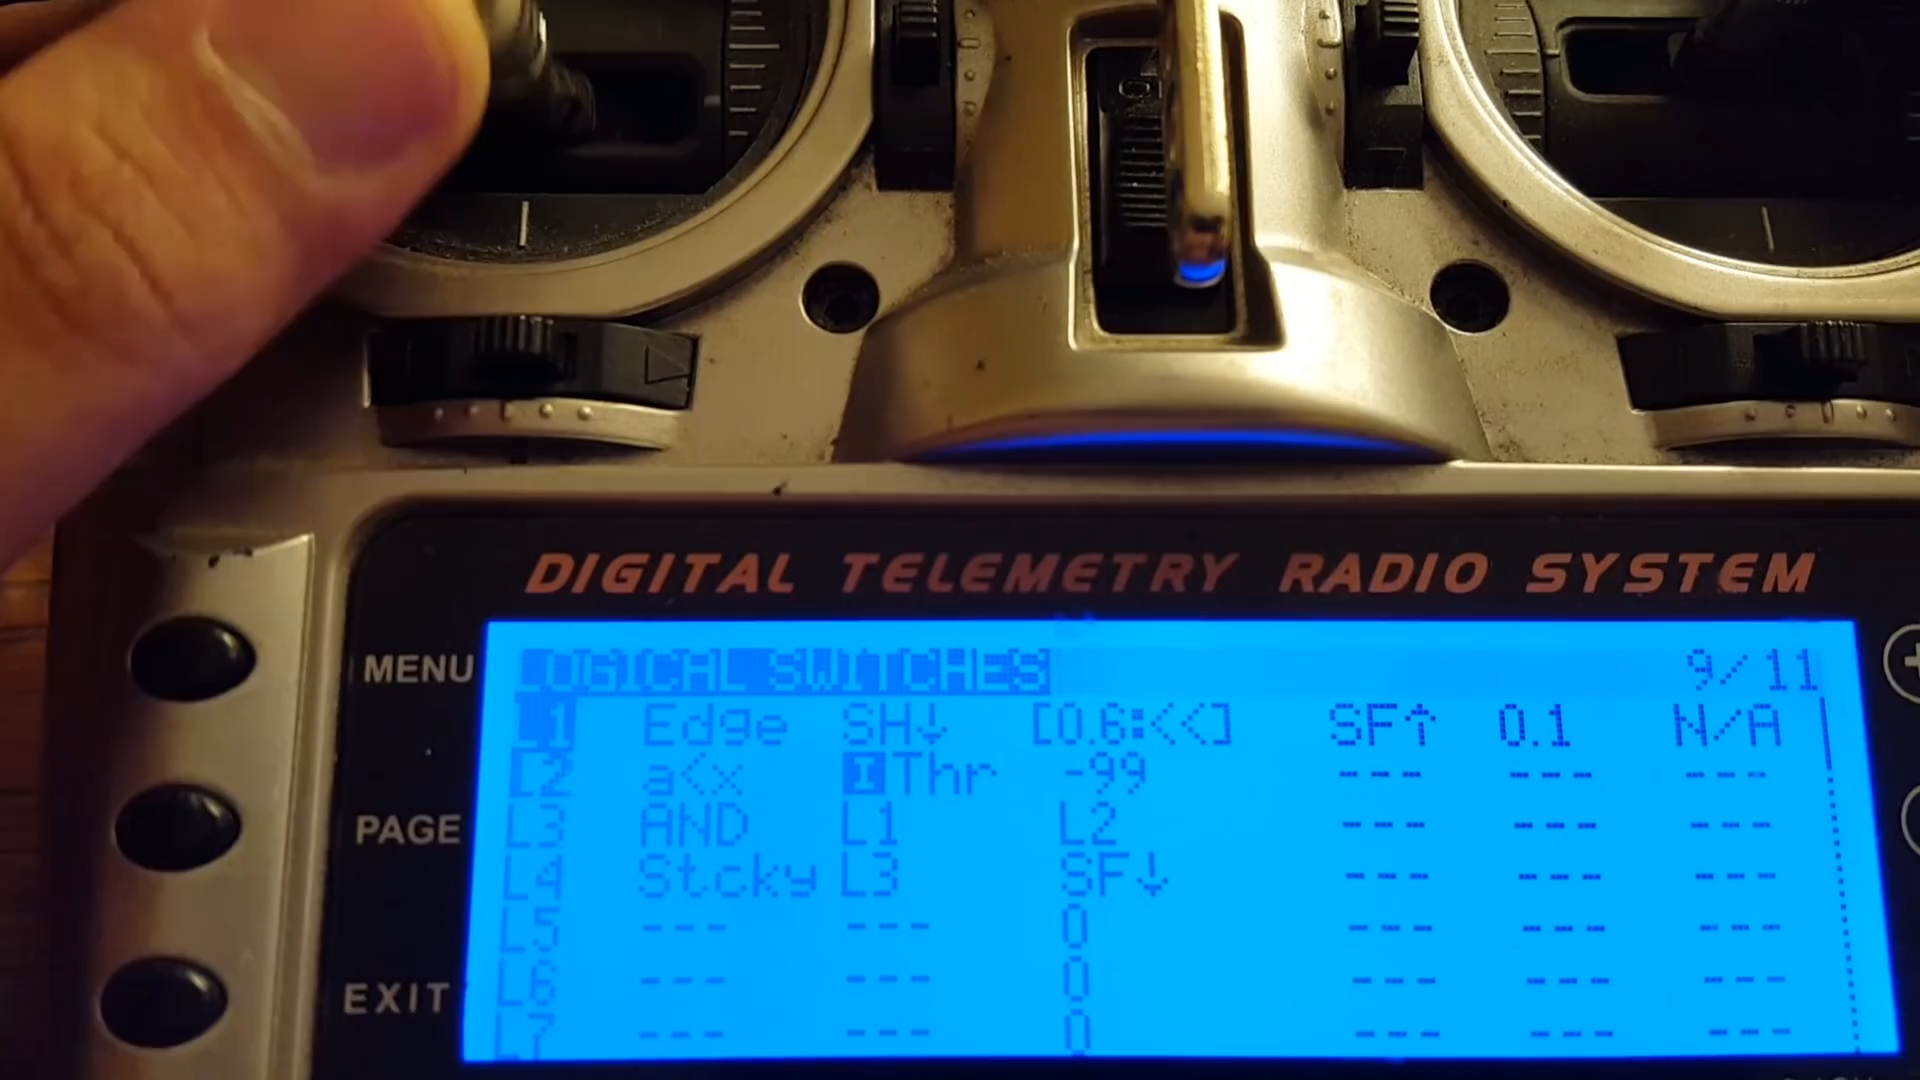 DIGITAL TELEMETRY RADIO SYSTEM
MENU
PAGE
EXIT
LOGICAL SWITCHES 9/11
L1 Edge SH↓ [0.6:<<] SF↑ 0.1 N/A
L2 a<x IThr -99 --- --- ---
L3 AND L1 L2 --- --- ---
L4 Stcky L3 SF↓ --- --- ---
L5 --- --- 0 --- --- ---
L6 --- --- 0 --- --- ---
L7 --- --- 0 --- --- ---